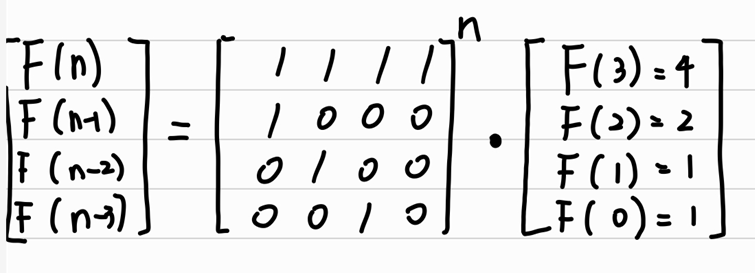 n
F(n) 1 1 1 1 F(3)=4
F(n-1) = 1 0 0 0 · F(2)=2
F(n-2) 0 1 0 0 F(1)=1
F(n-3) 0 0 1 0 F(0)=1